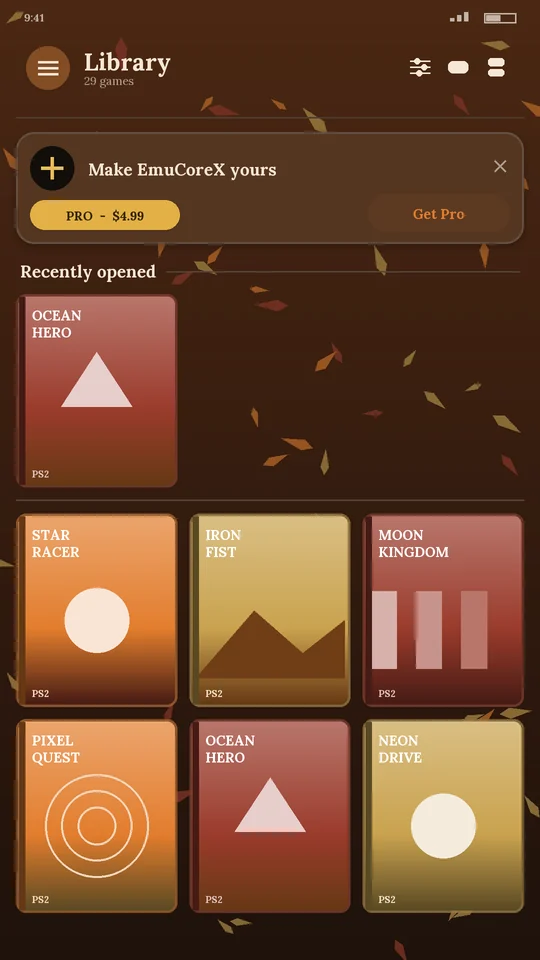 9:41
Library
29 games
Make EmuCoreX yours
PRO - $4.99
Get Pro
Recently opened
OCEAN
HERO
PS2
STAR
RACER
PS2
IRON
FIST
PS2
MOON
KINGDOM
PS2
PIXEL
QUEST
PS2
OCEAN
HERO
PS2
NEON
DRIVE
PS2